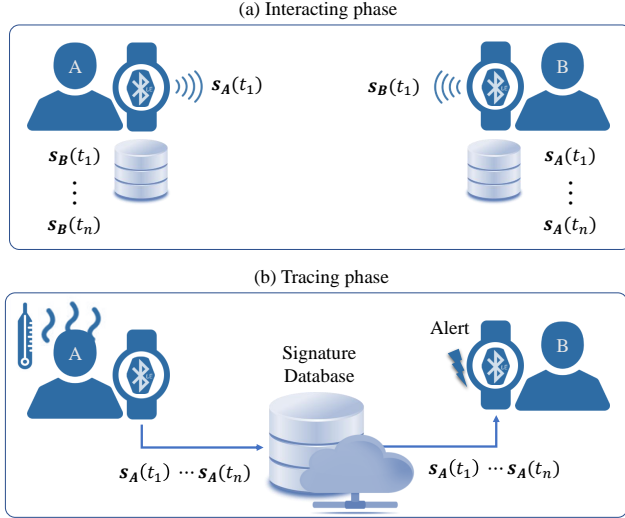 (a) Interacting phase
A
s_A(t_1)
s_B(t_1)
B
s_B(t_1)
⋮
s_B(t_n)
s_A(t_1)
⋮
s_A(t_n)
(b) Tracing phase
A
Signature
Database
Alert
B
s_A(t_1) ⋯ s_A(t_n)
s_A(t_1) ⋯ s_A(t_n)